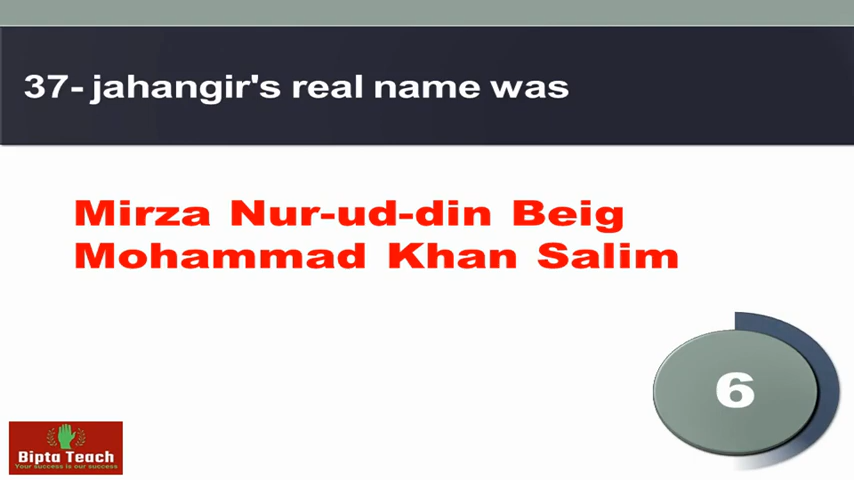 37- jahangir's real name was
Mirza Nur-ud-din Beig
Mohammad Khan Salim
6
Bipta Teach
Your success is our success